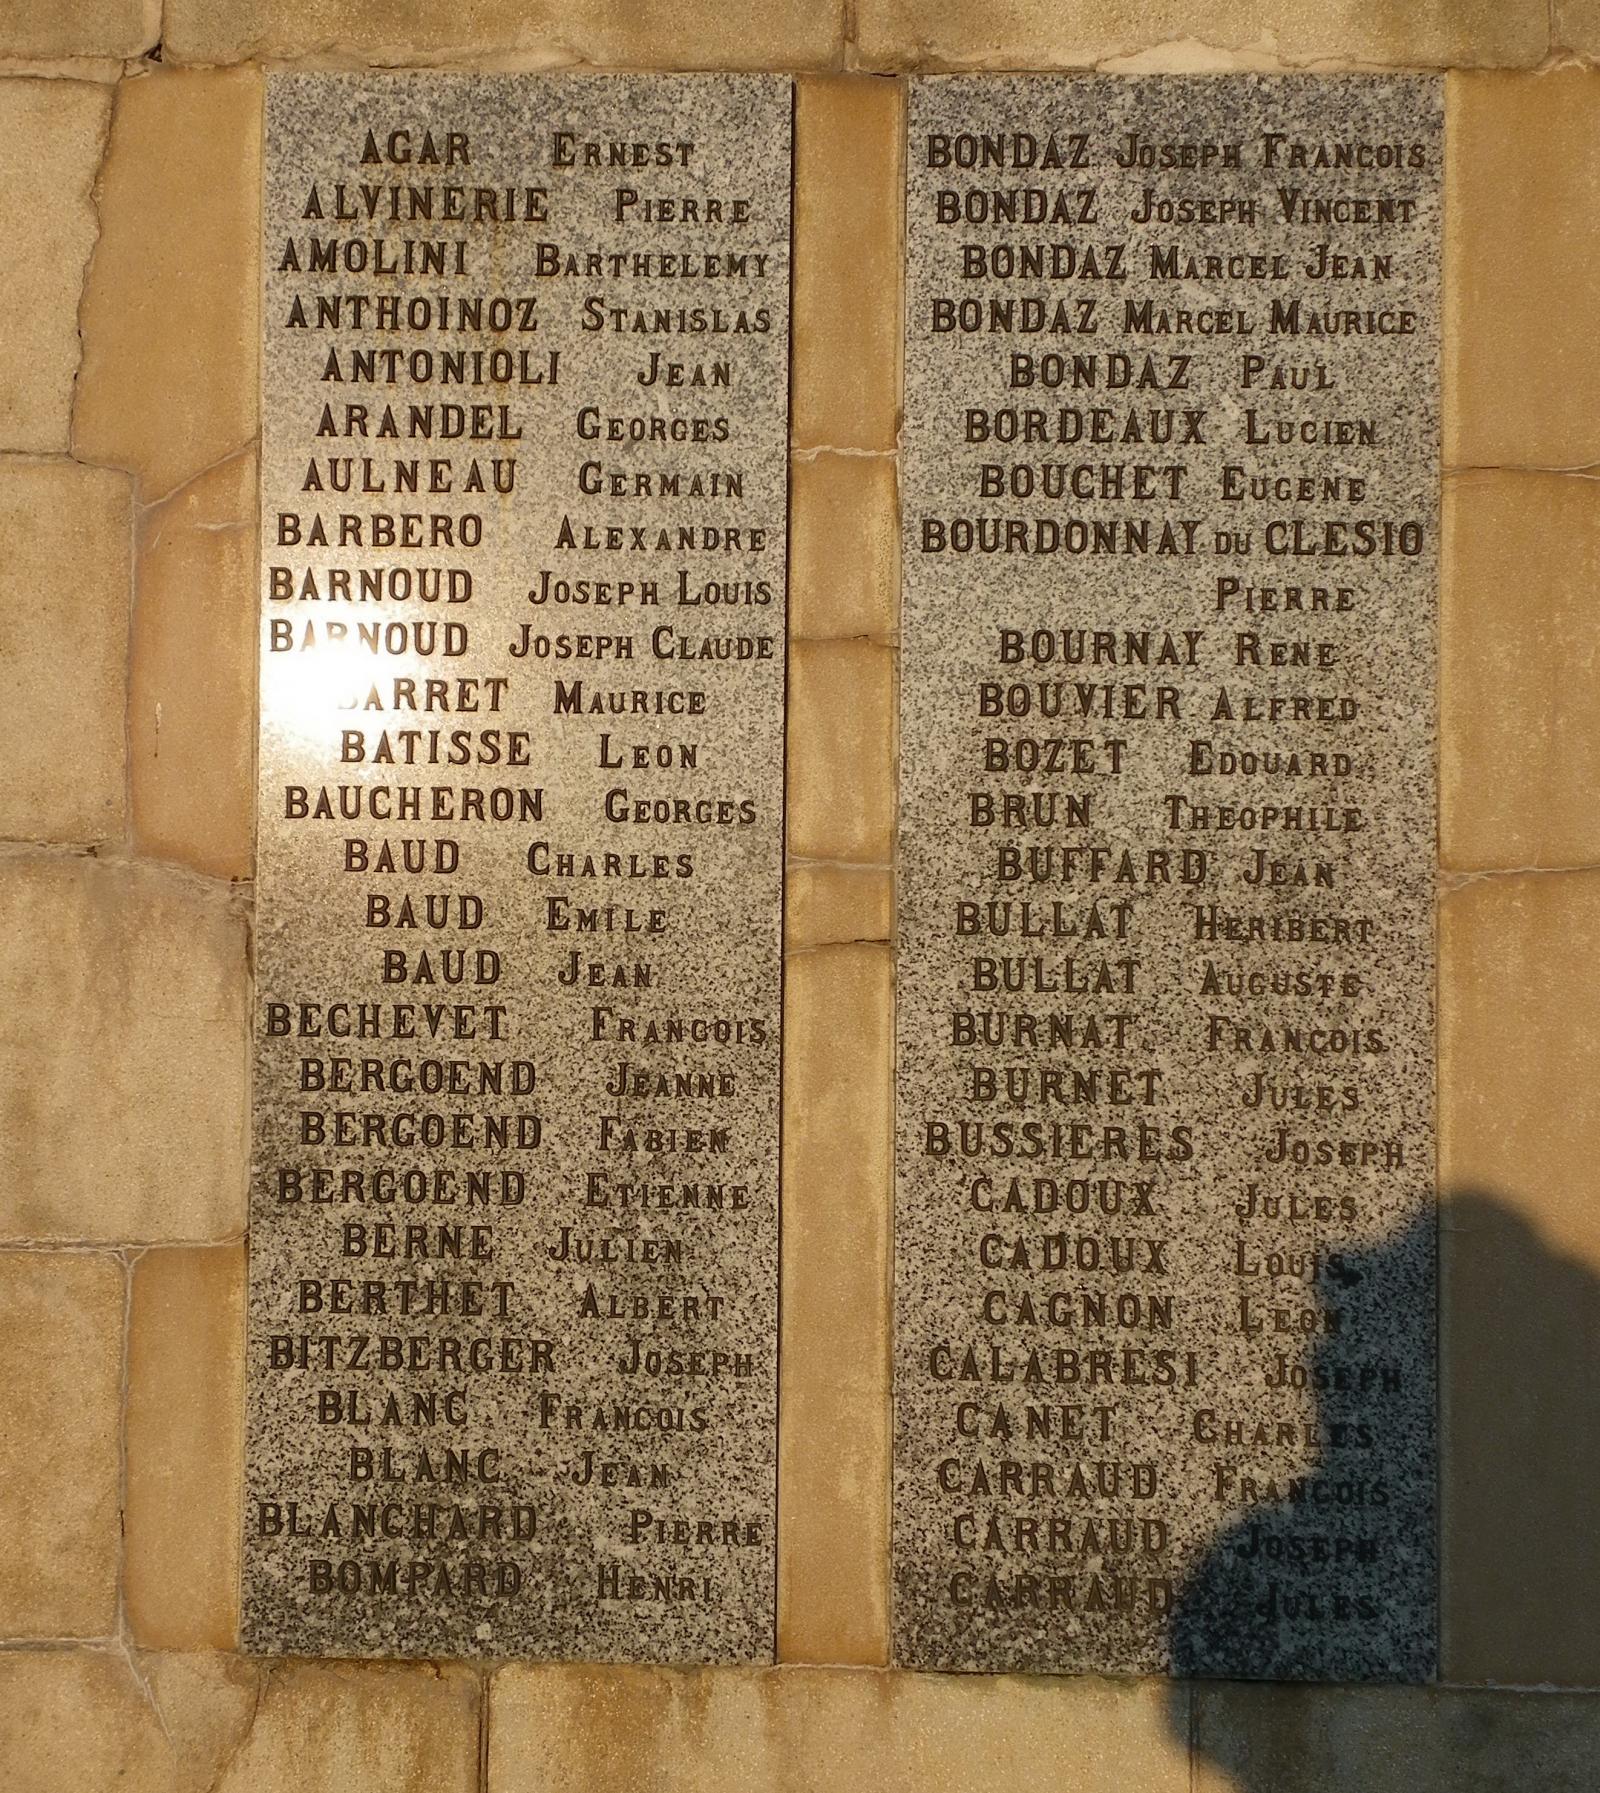 AGAR ERNEST
ALVINERIE PIERRE
AMOLINI BARTHELEMY
ANTHOINOZ STANISLAS
ANTONIOLI JEAN
ARANDEL GEORGES
AULNEAU GERMAIN
BARBERO ALEXANDRE
BARNOUD JOSEPH LOUIS
BARNOUD JOSEPH CLAUDE
BARRET MAURICE
BATISSE LEON
BAUCHERON GEORGES
BAUD CHARLES
BAUD EMILE
BAUD JEAN
BECHEVET FRANCOIS
BERGOEND JEANNE
BERGOEND FABIEN
BERGOEND ETIENNE
BERNE JULIEN
BERTHET ALBERT
BITZBERGER JOSEPH
BLANC FRANCOIS
BLANC JEAN
BLANCHARD PIERRE
BOMPARD HENRI
BONDAZ JOSEPH FRANCOIS
BONDAZ JOSEPH VINCENT
BONDAZ MARCEL JEAN
BONDAZ MARCEL MAURICE
BONDAZ PAUL
BORDEAUX LUCIEN
BOUCHET EUGENE
BOURDONNAY DU CLESIO
PIERRE
BOURNAY RENE
BOUVIER ALFRED
BOZET EDOUARD
BRUN THEOPHILE
BUFFARD JEAN
BULLAT HERIBERT
BULLAT AUGUSTE
BURNAT FRANCOIS
BURNET JULES
BUSSIERES JOSEPH
CADOUX JULES
CADOUX LOUIS
CAGNON LEON
CALABRESI JOSEPH
CANET CHARLES
CARRAUD FRANCOIS
CARRAUD JOSEPH
CARRAUD JULES